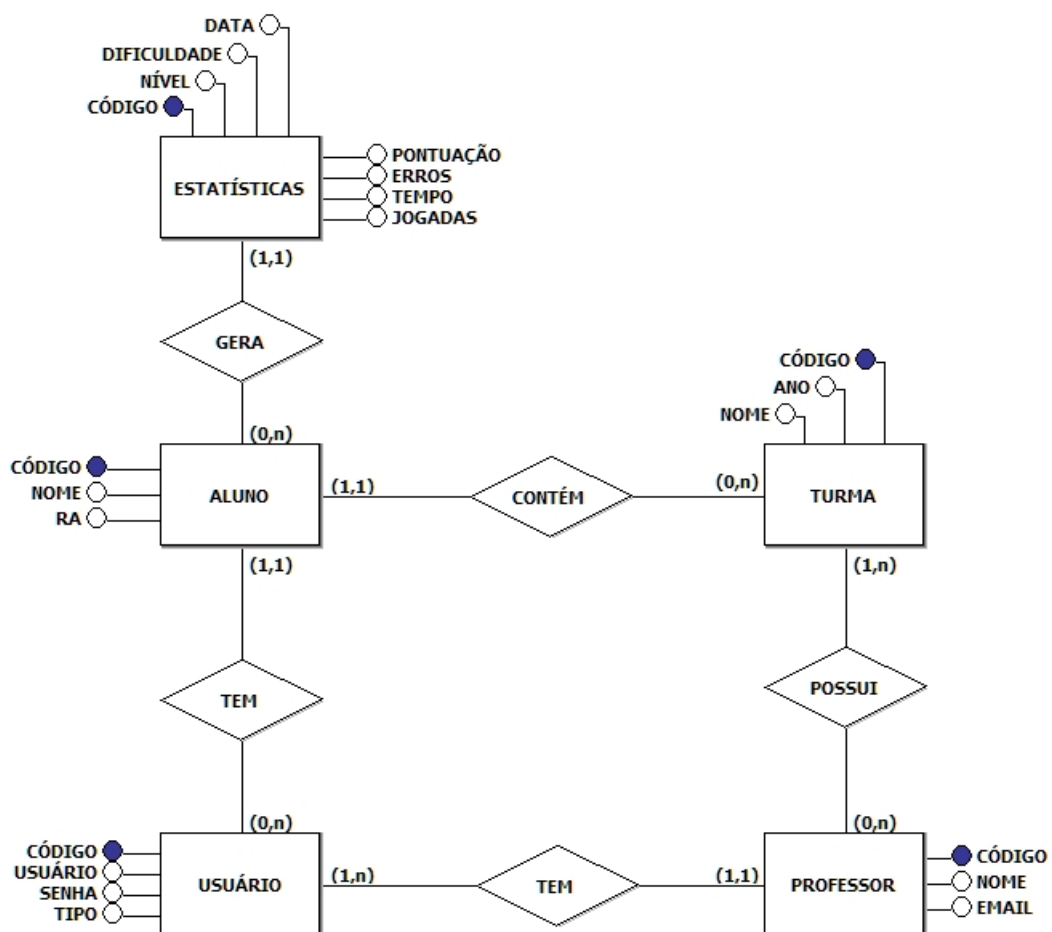 DATA
DIFICULDADE
NÍVEL
CÓDIGO
PONTUAÇÃO
ERROS
TEMPO
JOGADAS
ESTATÍSTICAS
(1,1)
GERA
(0,n)
CÓDIGO
NOME
RA
ALUNO
(1,1)
CONTÉM
(0,n)
CÓDIGO
ANO
NOME
TURMA
(1,1)
(1,n)
TEM
POSSUI
(0,n)
(0,n)
CÓDIGO
USUÁRIO
SENHA
TIPO
USUÁRIO
(1,n)
TEM
(1,1)
PROFESSOR
CÓDIGO
NOME
EMAIL